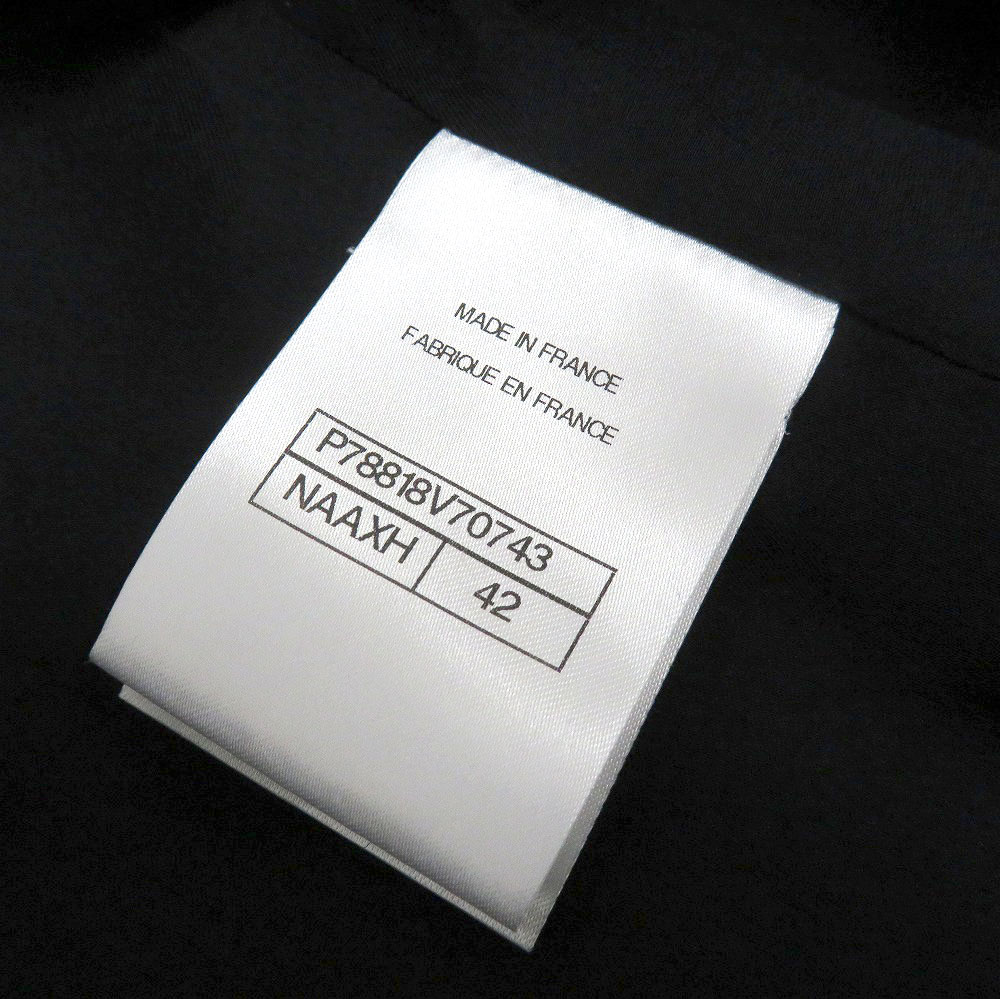 MADE IN FRANCE
FABRIQUE EN FRANCE
P78818V70743
NAAXH 42